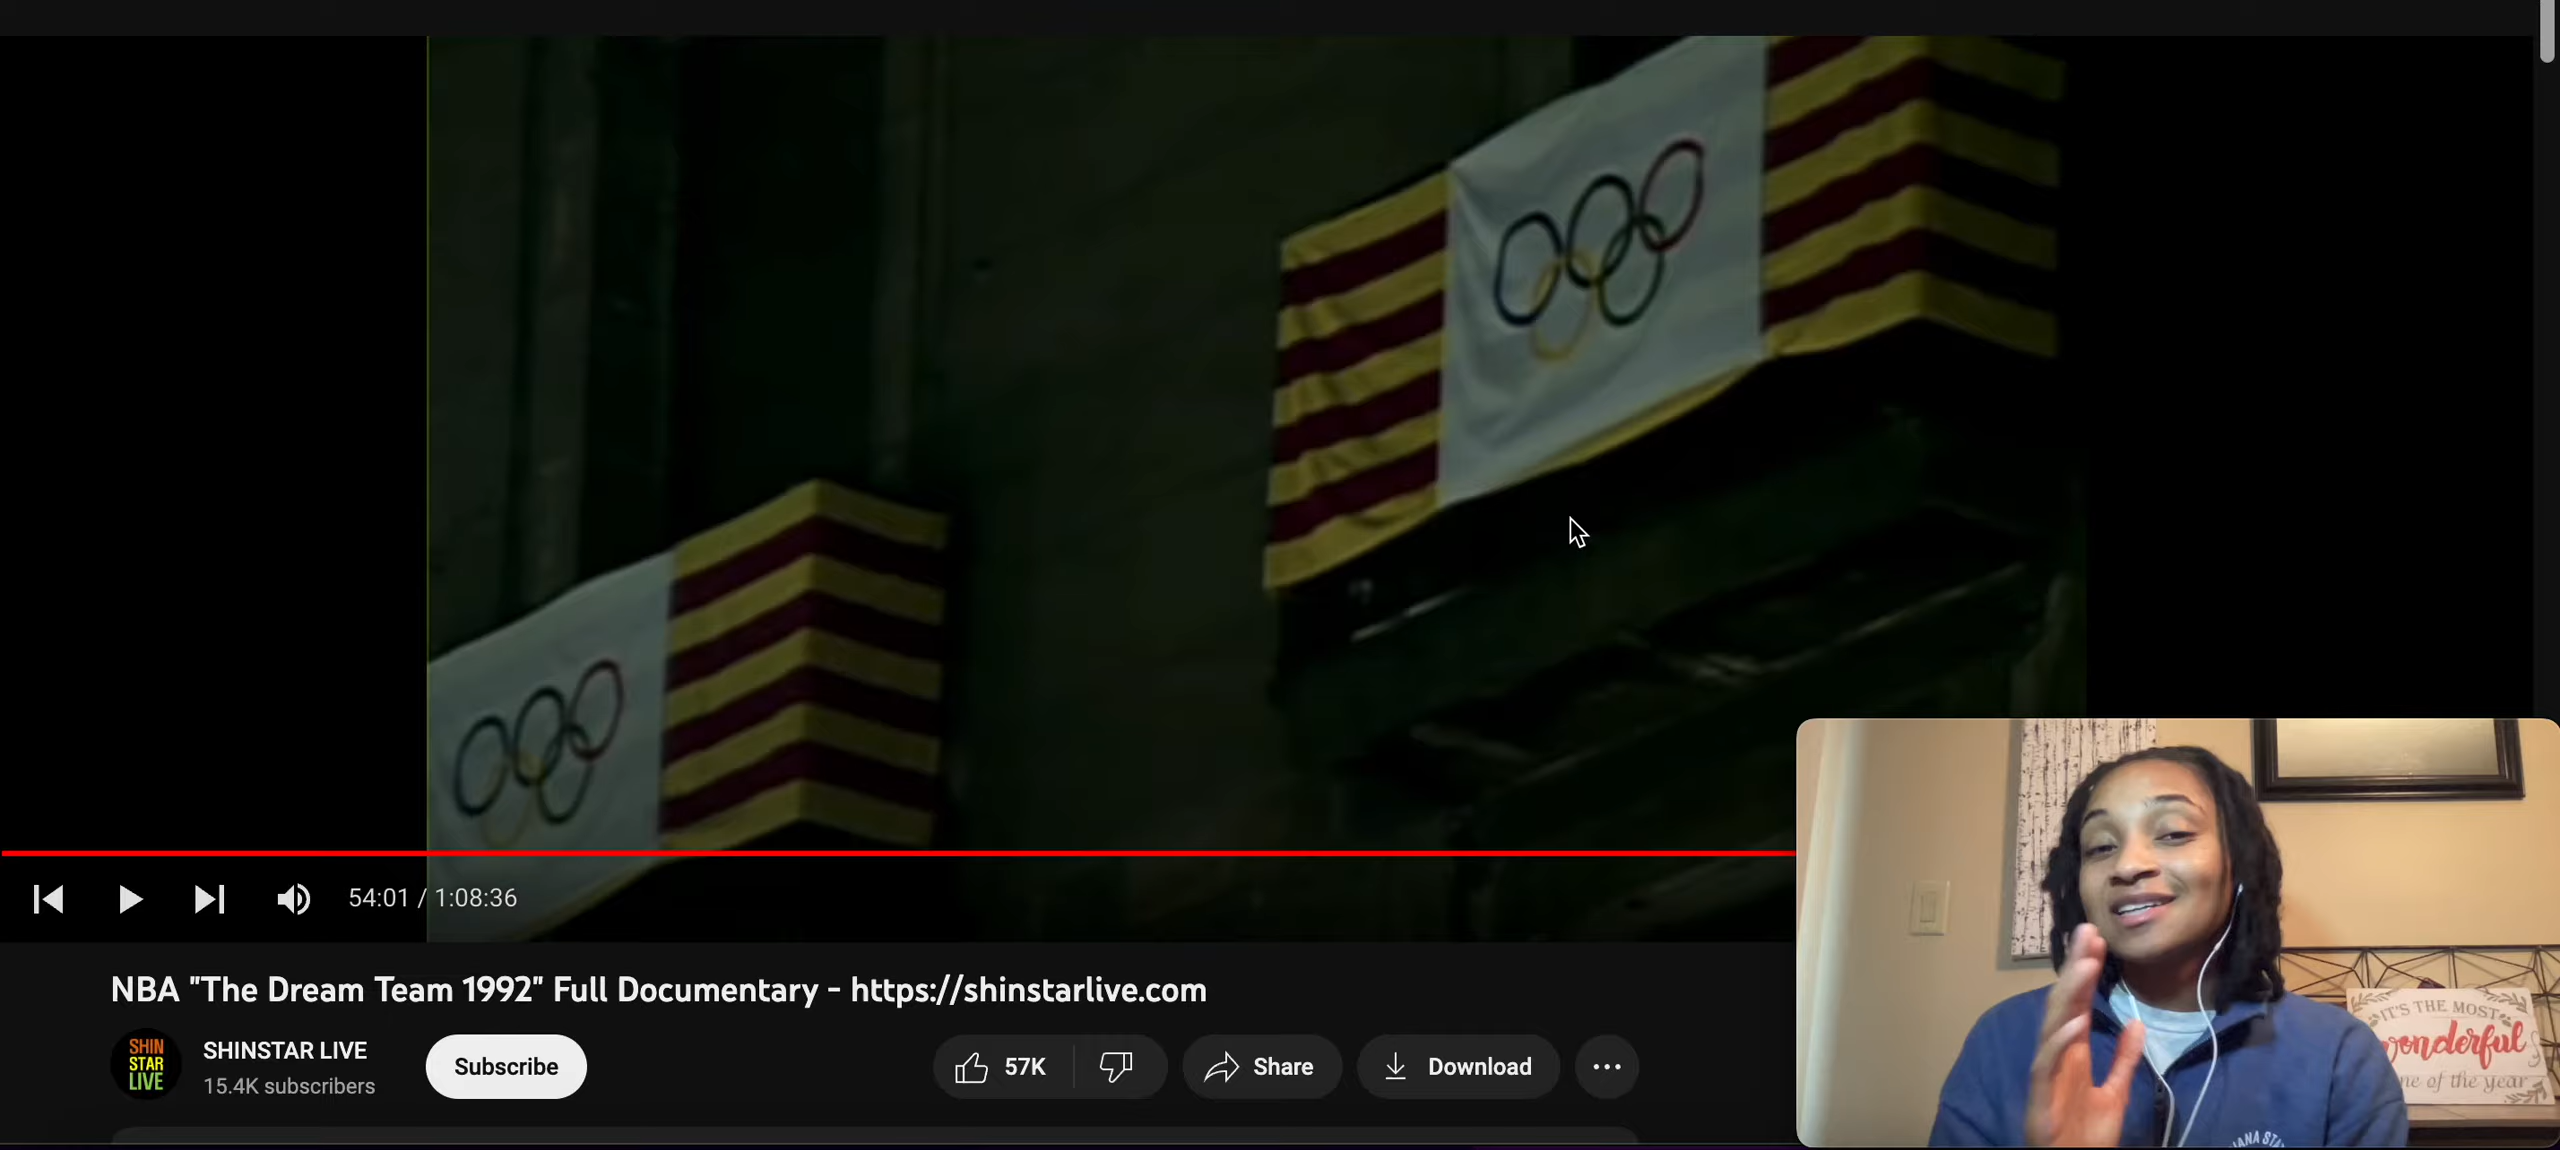 54:01 / 1:08:36
NBA "The Dream Team 1992" Full Documentary - https://shinstarlive.com
SHIN
STAR
LIVE
SHINSTAR LIVE
15.4K subscribers
Subscribe
57K
Share
Download
IT'S THE MOST
wonderful
of the year